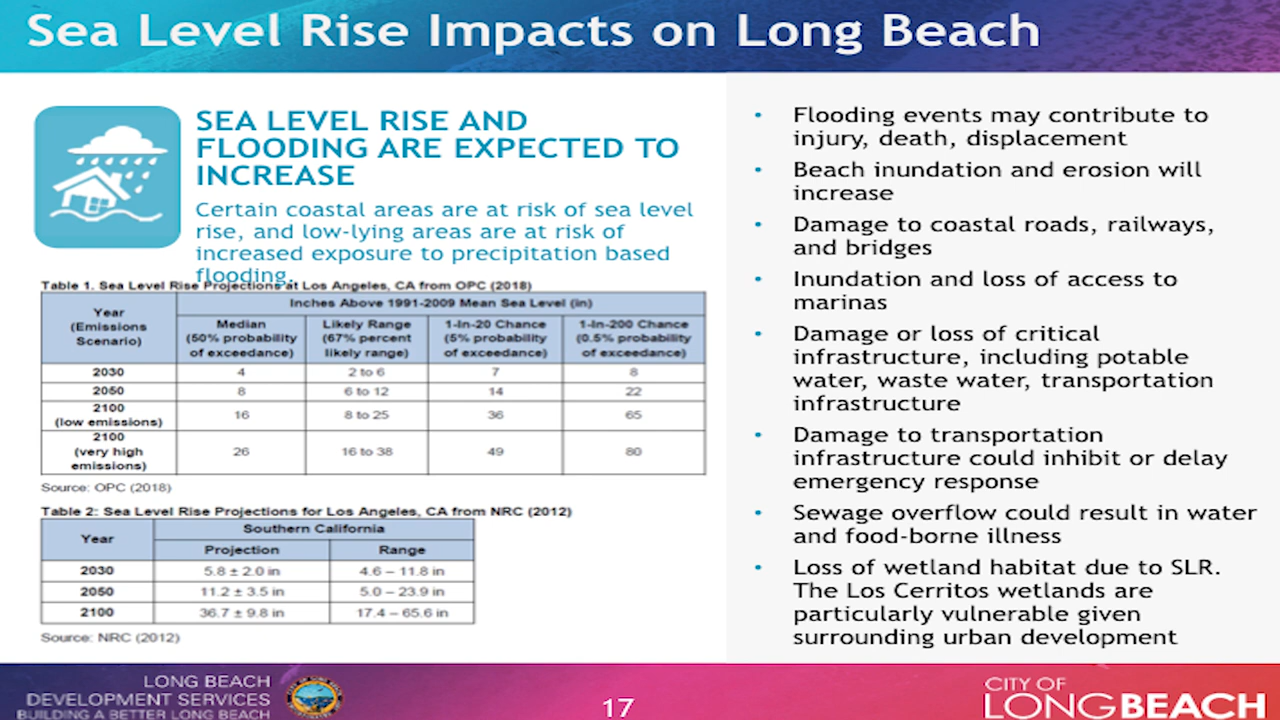 Sea Level Rise Impacts on Long Beach
SEA LEVEL RISE AND
FLOODING ARE EXPECTED TO
INCREASE
Certain coastal areas are at risk of sea level
rise, and low-lying areas are at risk of
increased exposure to precipitation based
flooding.
Table 1. Sea Level Rise Projections at Los Angeles, CA from OPC (2018)
Year
(Emissions
Scenario)
Inches Above 1991-2009 Mean Sea Level (in)
Median
(50% probability
of exceedance)
Likely Range
(67% percent
likely range)
1-In-20 Chance
(5% probability
of exceedance)
1-In-200 Chance
(0.5% probability
of exceedance)
2030 4 2 to 6 7 8
2050 8 6 to 12 14 22
2100
(low emissions) 16 8 to 25 36 65
2100
(very high
emissions) 26 16 to 38 49 80
Source: OPC (2018)
Table 2: Sea Level Rise Projections for Los Angeles, CA from NRC (2012)
Year
Southern California
Projection Range
2030 5.8 ± 2.0 in 4.6 – 11.8 in
2050 11.2 ± 3.5 in 5.0 – 23.9 in
2100 36.7 ± 9.8 in 17.4 – 65.6 in
Source: NRC (2012)
• Flooding events may contribute to
injury, death, displacement
• Beach inundation and erosion will
increase
• Damage to coastal roads, railways,
and bridges
• Inundation and loss of access to
marinas
• Damage or loss of critical
infrastructure, including potable
water, waste water, transportation
infrastructure
• Damage to transportation
infrastructure could inhibit or delay
emergency response
• Sewage overflow could result in water
and food-borne illness
• Loss of wetland habitat due to SLR.
The Los Cerritos wetlands are
particularly vulnerable given
surrounding urban development
LONG BEACH
DEVELOPMENT SERVICES
BUILDING A BETTER LONG BEACH
17
CITY OF
LONGBEACH